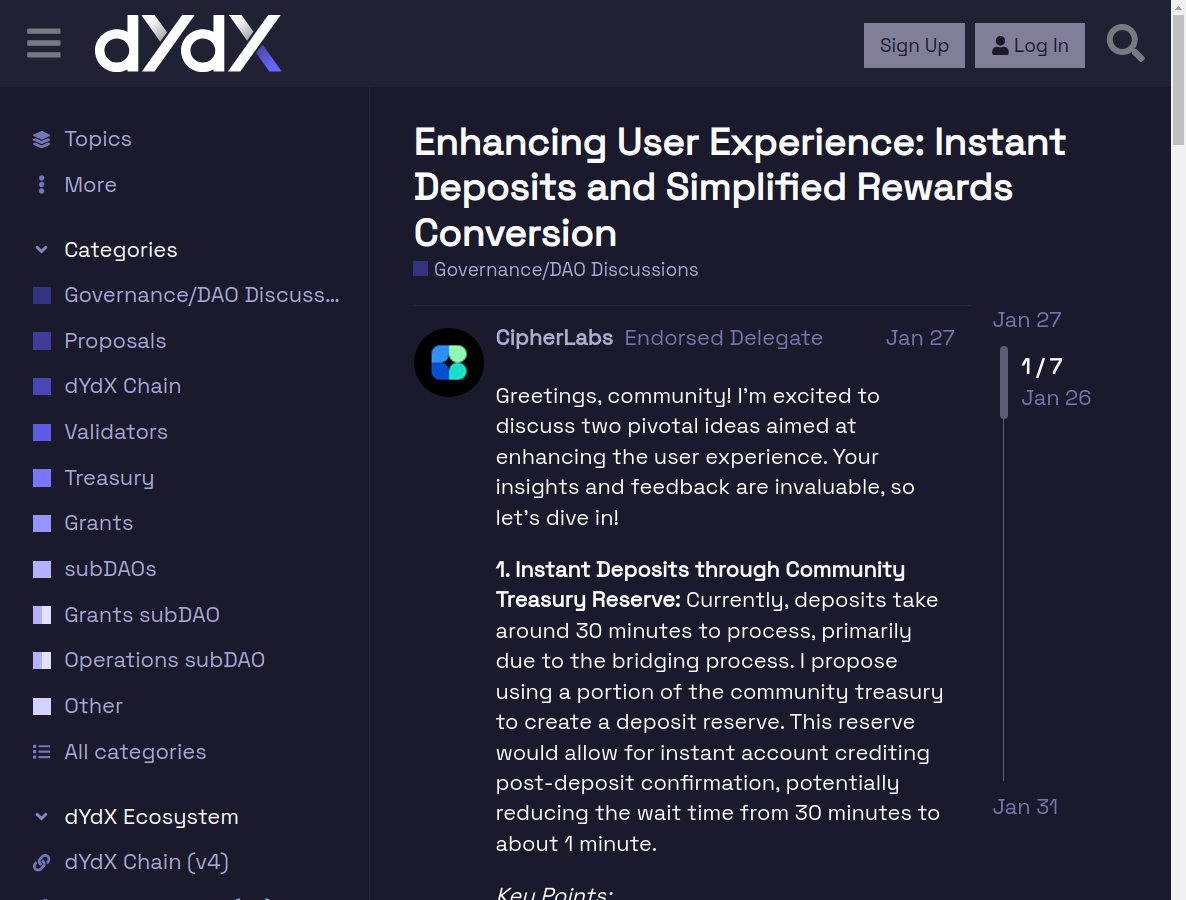 dYdX
Sign Up
Log In
Topics
More
Categories
Governance/DAO Discuss...
Proposals
dYdX Chain
Validators
Treasury
Grants
subDAOs
Grants subDAO
Operations subDAO
Other
All categories
dYdX Ecosystem
dYdX Chain (v4)
Enhancing User Experience: Instant
Deposits and Simplified Rewards
Conversion
Governance/DAO Discussions
CipherLabs Endorsed Delegate Jan 27
Greetings, community! I’m excited to
discuss two pivotal ideas aimed at
enhancing the user experience. Your
insights and feedback are invaluable, so
let’s dive in!
1. Instant Deposits through Community
Treasury Reserve: Currently, deposits take
around 30 minutes to process, primarily
due to the bridging process. I propose
using a portion of the community treasury
to create a deposit reserve. This reserve
would allow for instant account crediting
post-deposit confirmation, potentially
reducing the wait time from 30 minutes to
about 1 minute.
Key Points:
Jan 27
1 / 7
Jan 26
Jan 31